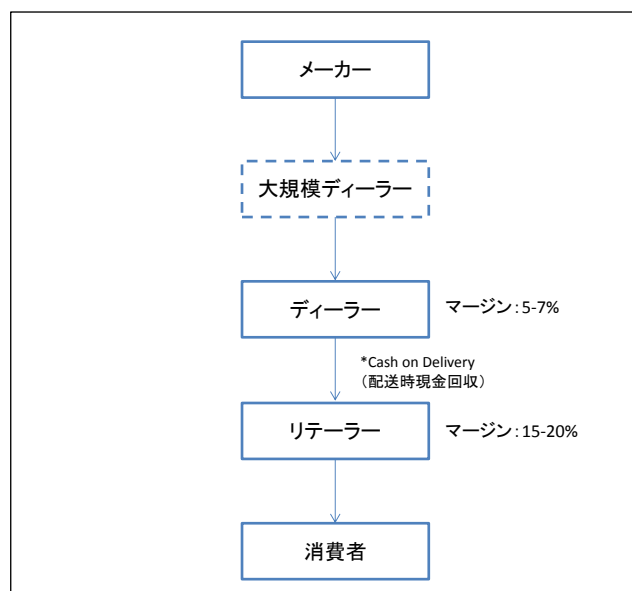 メーカー
大規模ディーラー
ディーラー
マージン：5-7%
*Cash on Delivery
（配送時現金回収）
リテーラー
マージン：15-20%
消費者